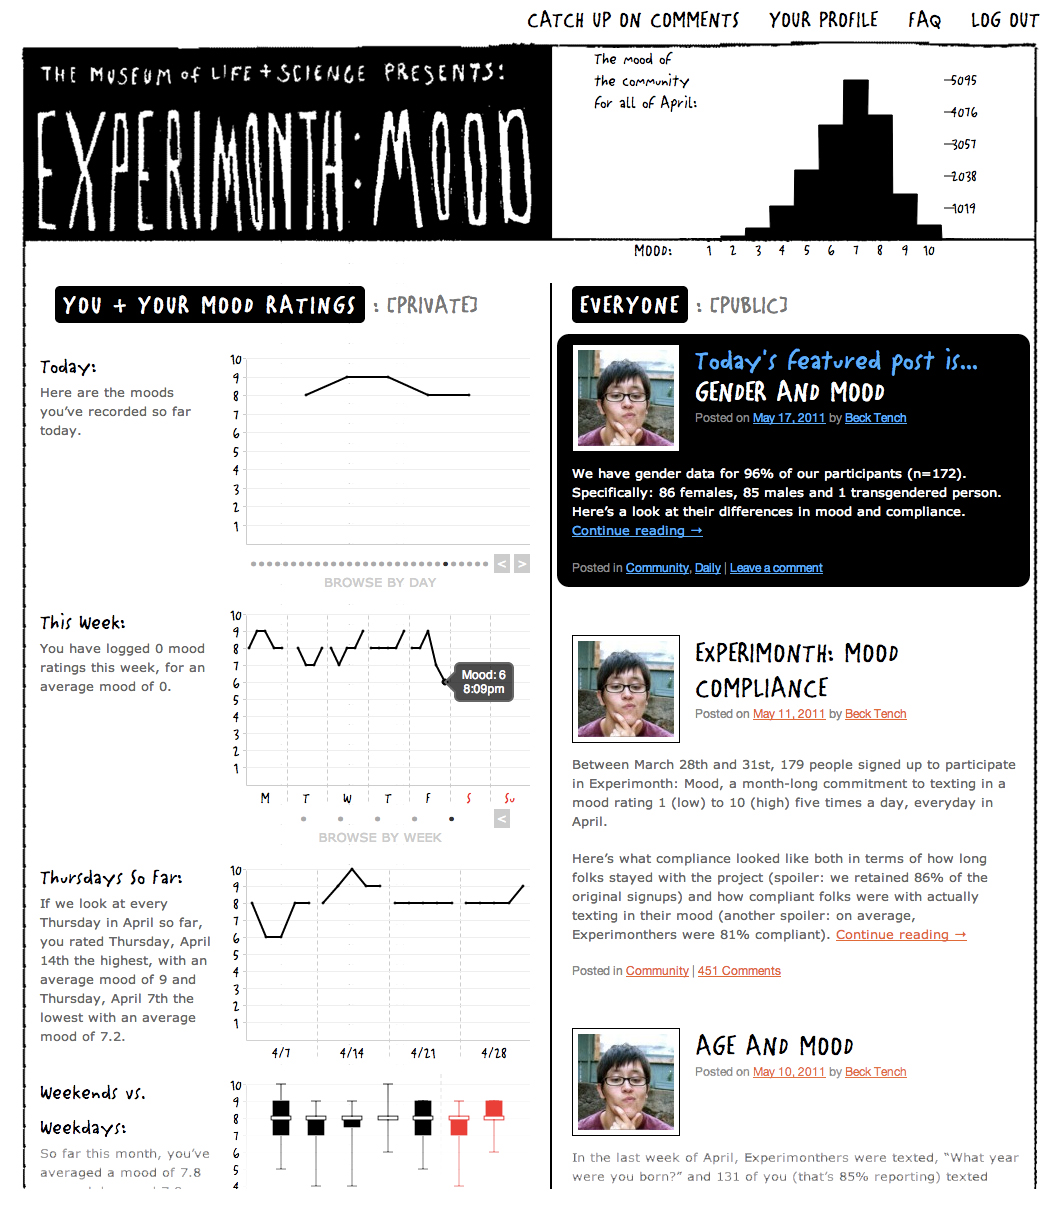 CATCH UP ON COMMENTS YOUR PROFILE FAQ LOG OUT
THE MUSEUM of LIFE + SCIENCE PRESENTS:
EXPERIMONTH: MOOD
The mood of
the community
for all of April:
5095
4076
3057
2038
1019
MOOD: 1 2 3 4 5 6 7 8 9 10
YOU + YOUR MOOD RATINGS : [PRIVATE]
Today:
Here are the moods
you've recorded so far
today.
10
9
8
7
6
5
4
3
2
1
< >
BROWSE BY DAY
This Week:
You have logged 0 mood
ratings this week, for an
average mood of 0.
10
9
8
7
6
5
4
3
2
1
Mood: 6
8:09pm
M T W T F S Su
<
BROWSE BY WEEK
Thursdays So Far:
If we look at every
Thursday in April so far,
you rated Thursday, April
14th the highest, with an
average mood of 9 and
Thursday, April 7th the
lowest with an average
mood of 7.2.
10
9
8
7
6
5
4
3
2
1
4/7 4/14 4/21 4/28
Weekends vs.
Weekdays:
So far this month, you've
averaged a mood of 7.8
10
9
8
7
6
5
4
EVERYONE : [PUBLIC]
Today's featured post is...
GENDER AND MOOD
Posted on May 17, 2011 by Beck Tench
We have gender data for 96% of our participants (n=172).
Specifically: 86 females, 85 males and 1 transgendered person.
Here's a look at their differences in mood and compliance.
Continue reading →
Posted in Community, Daily | Leave a comment
EXPERIMONTH: MOOD
COMPLIANCE
Posted on May 11, 2011 by Beck Tench
Between March 28th and 31st, 179 people signed up to participate
in Experimonth: Mood, a month-long commitment to texting in a
mood rating 1 (low) to 10 (high) five times a day, everyday in
April.
Here's what compliance looked like both in terms of how long
folks stayed with the project (spoiler: we retained 86% of the
original signups) and how compliant folks were with actually
texting in their mood (another spoiler: on average,
Experimonthers were 81% compliant). Continue reading →
Posted in Community | 451 Comments
AGE AND MOOD
Posted on May 10, 2011 by Beck Tench
In the last week of April, Experimonthers were texted, "What year
were you born?" and 131 of you (that's 85% reporting) texted